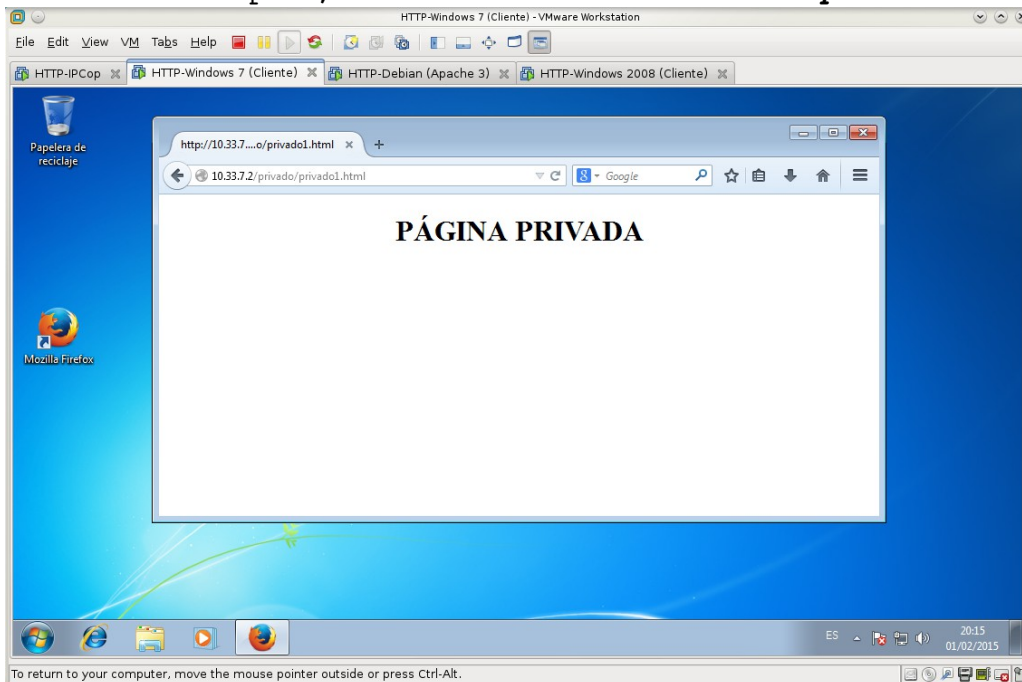 HTTP-Windows 7 (Cliente) - VMware Workstation
File Edit View VM Tabs Help
HTTP-IPCop
HTTP-Windows 7 (Cliente)
HTTP-Debian (Apache 3)
HTTP-Windows 2008 (Cliente)
Papelera de
reciclaje
http://10.33.7....o/privado1.html
10.33.7.2/privado/privado1.html
Google
PÁGINA PRIVADA
Mozilla Firefox
ES
20:15
01/02/2015
To return to your computer, move the mouse pointer outside or press Ctrl-Alt.